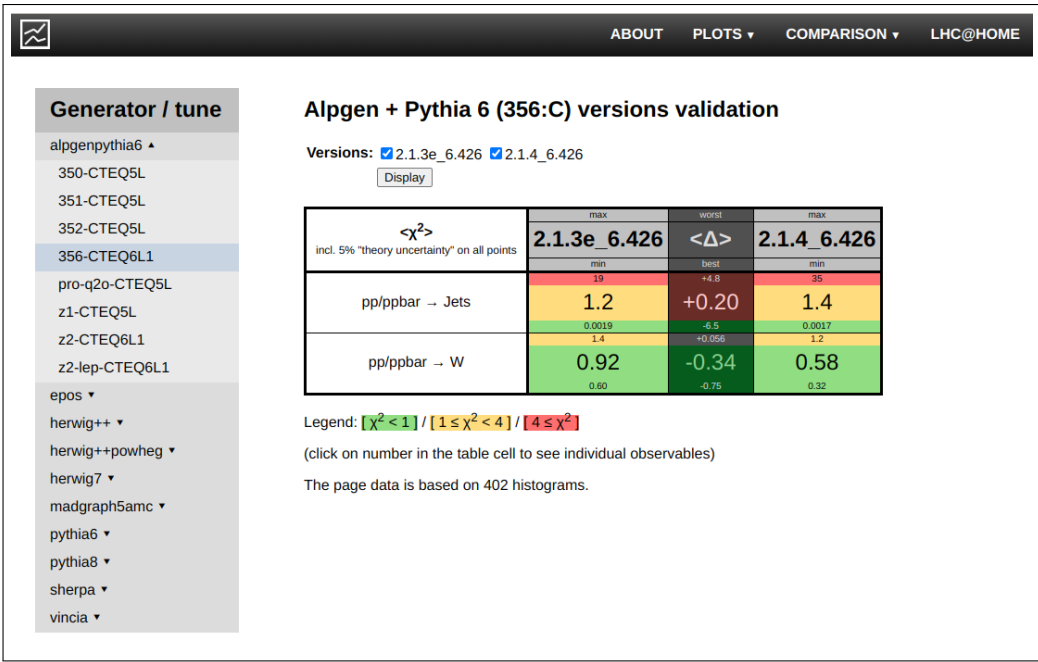 ABOUT PLOTS ▾ COMPARISON ▾ LHC@HOME
Generator / tune
alpgenpythia6 ▴
350-CTEQ5L
351-CTEQ5L
352-CTEQ5L
356-CTEQ6L1
pro-q2o-CTEQ5L
z1-CTEQ5L
z2-CTEQ6L1
z2-lep-CTEQ6L1
epos ▾
herwig++ ▾
herwig++powheg ▾
herwig7 ▾
madgraph5amc ▾
pythia6 ▾
pythia8 ▾
sherpa ▾
vincia ▾
Alpgen + Pythia 6 (356:C) versions validation
Versions: 2.1.3e_6.426 2.1.4_6.426
Display
max worst max
<χ²> 2.1.3e_6.426 <Δ> 2.1.4_6.426
incl. 5% "theory uncertainty" on all points
min best min
19 +4.8 35
pp/ppbar → Jets 1.2 +0.20 1.4
0.0019 -6.5 0.0017
1.4 +0.056 1.2
pp/ppbar → W 0.92 -0.34 0.58
0.60 -0.75 0.32
Legend: [ χ² < 1 ] / [ 1 ≤ χ² < 4 ] / [ 4 ≤ χ² ]
(click on number in the table cell to see individual observables)
The page data is based on 402 histograms.